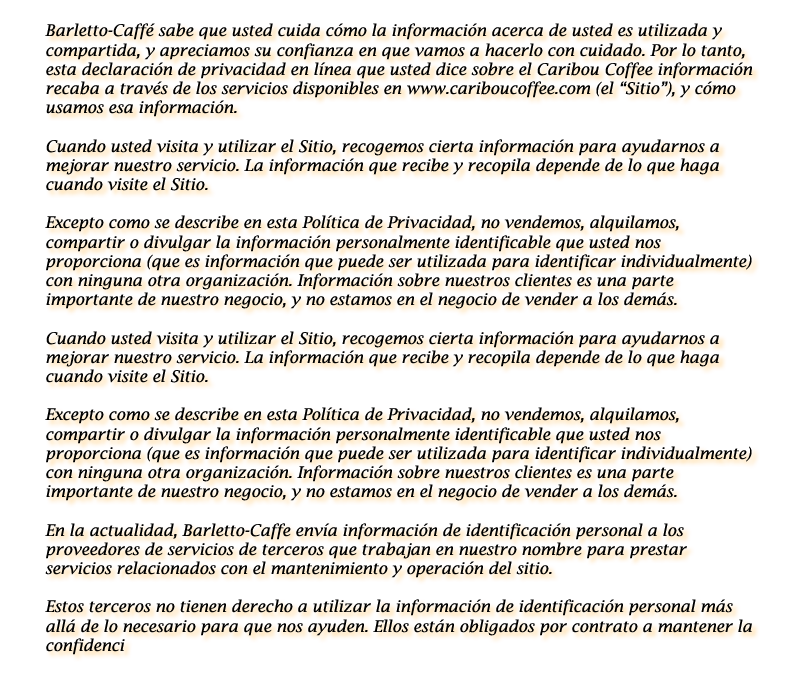 Barletto-Caffé sabe que usted cuida cómo la información acerca de usted es utilizada y
compartida, y apreciamos su confianza en que vamos a hacerlo con cuidado. Por lo tanto,
esta declaración de privacidad en línea que usted dice sobre el Caribou Coffee información
recaba a través de los servicios disponibles en www.cariboucoffee.com (el “Sitio”), y cómo
usamos esa información.
Cuando usted visita y utilizar el Sitio, recogemos cierta información para ayudarnos a
mejorar nuestro servicio. La información que recibe y recopila depende de lo que haga
cuando visite el Sitio.
Excepto como se describe en esta Política de Privacidad, no vendemos, alquilamos,
compartir o divulgar la información personalmente identificable que usted nos
proporciona (que es información que puede ser utilizada para identificar individualmente)
con ninguna otra organización. Información sobre nuestros clientes es una parte
importante de nuestro negocio, y no estamos en el negocio de vender a los demás.
Cuando usted visita y utilizar el Sitio, recogemos cierta información para ayudarnos a
mejorar nuestro servicio. La información que recibe y recopila depende de lo que haga
cuando visite el Sitio.
Excepto como se describe en esta Política de Privacidad, no vendemos, alquilamos,
compartir o divulgar la información personalmente identificable que usted nos
proporciona (que es información que puede ser utilizada para identificar individualmente)
con ninguna otra organización. Información sobre nuestros clientes es una parte
importante de nuestro negocio, y no estamos en el negocio de vender a los demás.
En la actualidad, Barletto-Caffe envía información de identificación personal a los
proveedores de servicios de terceros que trabajan en nuestro nombre para prestar
servicios relacionados con el mantenimiento y operación del sitio.
Estos terceros no tienen derecho a utilizar la información de identificación personal más
allá de lo necesario para que nos ayuden. Ellos están obligados por contrato a mantener la
confidenci